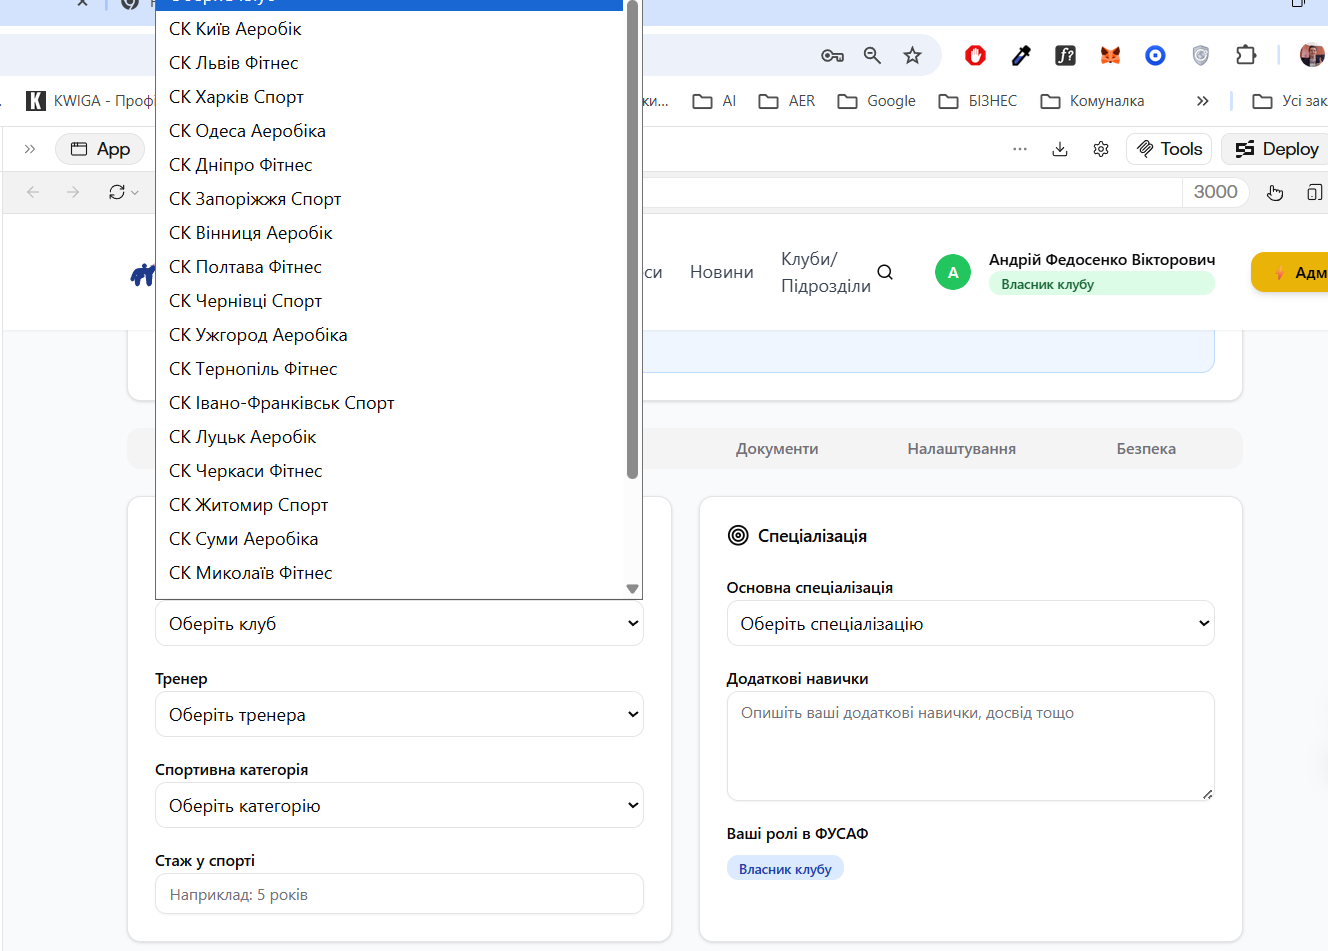 СК Київ Аеробік
СК Львів Фітнес
СК Харків Спорт
СК Одеса Аеробіка
СК Дніпро Фітнес
СК Запоріжжя Спорт
СК Вінниця Аеробік
СК Полтава Фітнес
СК Чернівці Спорт
СК Ужгород Аеробіка
СК Тернопіль Фітнес
СК Івано-Франківськ Спорт
СК Луцьк Аеробік
СК Черкаси Фітнес
СК Житомир Спорт
СК Суми Аеробіка
СК Миколаїв Фітнес
KWIGA - Профі
ки...
AI
AER
Google
БІЗНЕС
Комуналка
Усі зак
App
Tools
Deploy
3000
си
Новини
Клуби/
Підрозділи
A
Андрій Федосенко Вікторович
Власник клубу
Адм
Документи
Налаштування
Безпека
Оберіть клуб
Тренер
Оберіть тренера
Спортивна категорія
Оберіть категорію
Стаж у спорті
Наприклад: 5 років
Спеціалізація
Основна спеціалізація
Оберіть спеціалізацію
Додаткові навички
Опишіть ваші додаткові навички, досвід тощо
Ваші ролі в ФУСАФ
Власник клубу